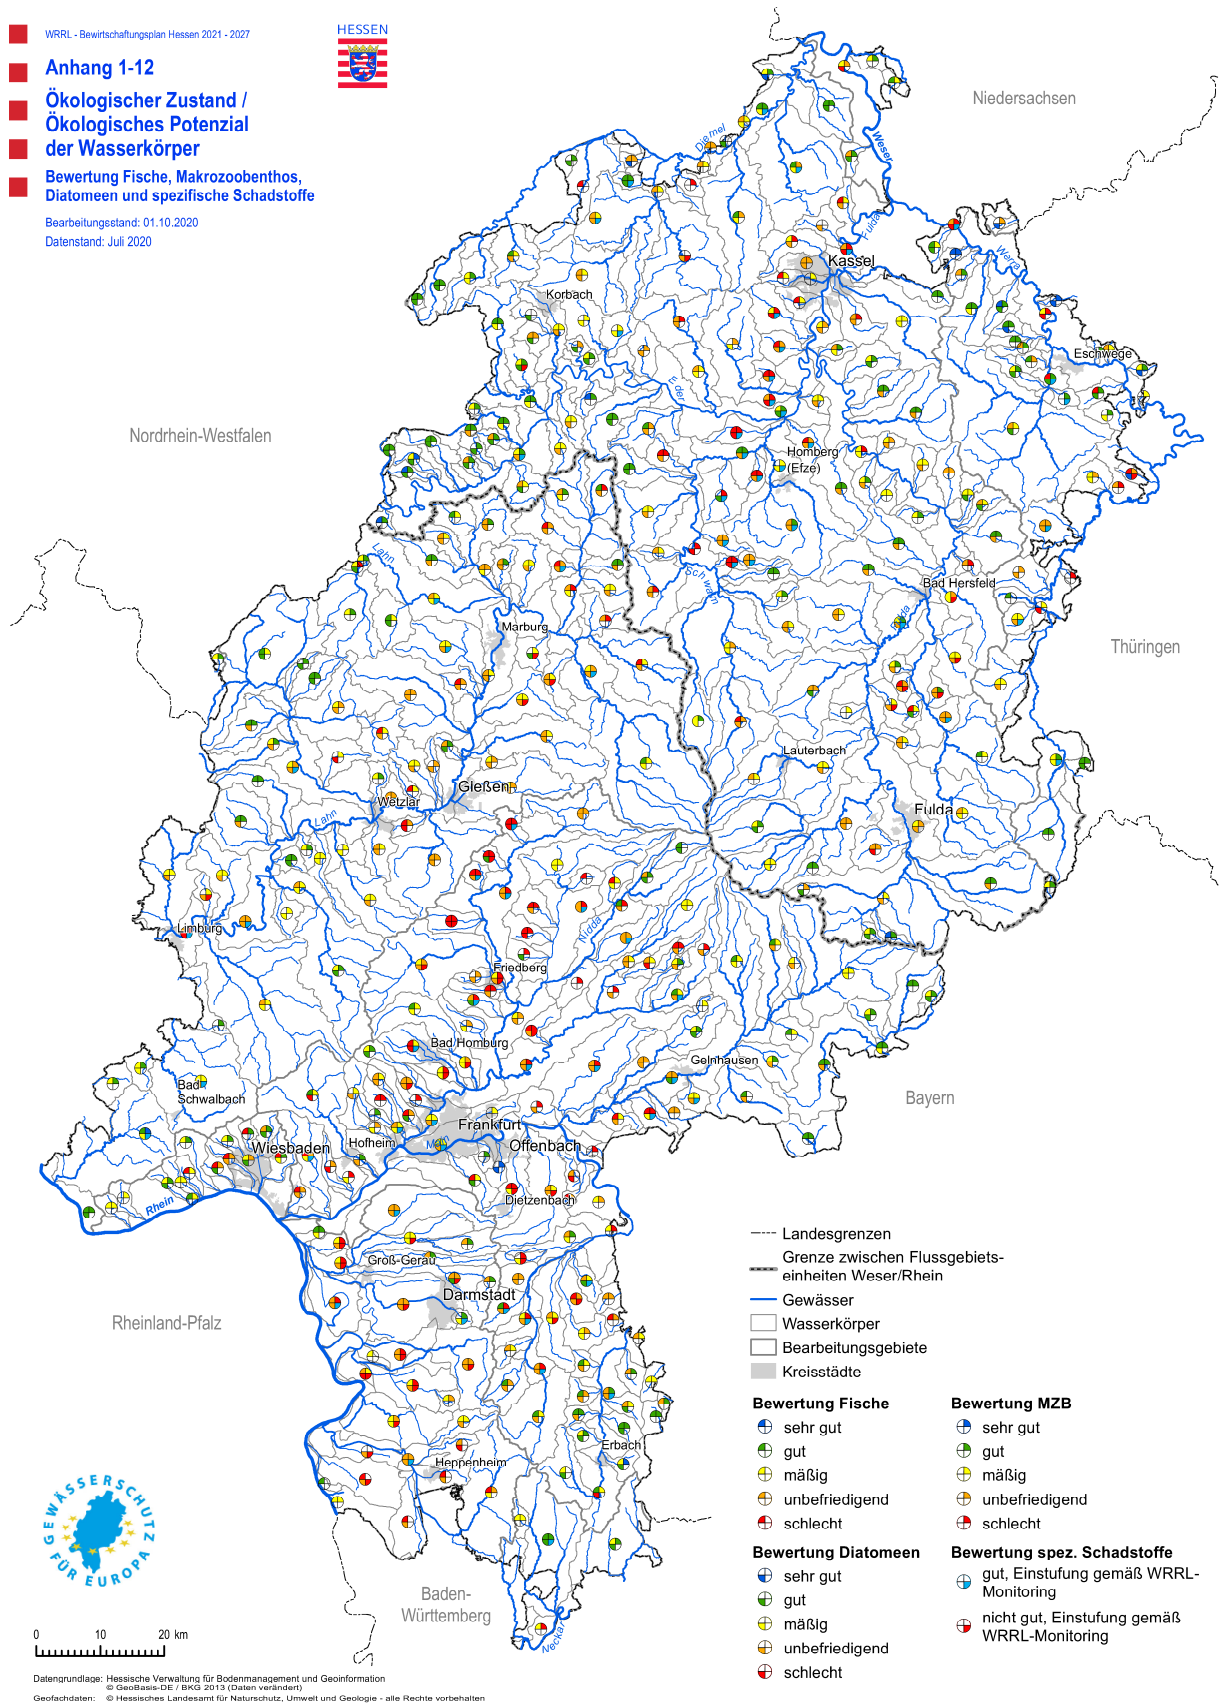 WRRL - Bewirtschaftungsplan Hessen 2021 - 2027
HESSEN
Anhang 1-12
Ökologischer Zustand /
Ökologisches Potenzial
der Wasserkörper
Bewertung Fische, Makrozoobenthos,
Diatomeen und spezifische Schadstoffe
Bearbeitungsstand: 01.10.2020
Datenstand: Juli 2020
Niedersachsen
Diemel
Weser
Fulda
Kassel
Werra
Korbach
Eschwege
Eder
Nordrhein-Westfalen
Homberg
(Efze)
Lahn
Schwalm
Bad Hersfeld
Fulda
Marburg
Thüringen
Lauterbach
Gießen
Wetzlar
Lahn
Fulda
Limburg
Nidda
Friedberg
Bad Homburg
Gelnhausen
Bad
Schwalbach
Bayern
Frankfurt
Hofheim
Main
Offenbach
Wiesbaden
Rhein
Dietzenbach
Groß-Gerau
Darmstadt
Rheinland-Pfalz
Erbach
Heppenheim
Baden-
Württemberg
Neckar
Landesgrenzen
Grenze zwischen Flussgebiets-
einheiten Weser/Rhein
Gewässer
Wasserkörper
Bearbeitungsgebiete
Kreisstädte
Bewertung Fische
sehr gut
gut
mäßig
unbefriedigend
schlecht
Bewertung MZB
sehr gut
gut
mäßig
unbefriedigend
schlecht
Bewertung Diatomeen
sehr gut
gut
mäßig
unbefriedigend
schlecht
Bewertung spez. Schadstoffe
gut, Einstufung gemäß WRRL-
Monitoring
nicht gut, Einstufung gemäß
WRRL-Monitoring
GEWÄSSERSCHUTZ
FÜR EUROPA
0 10 20 km
Datengrundlage: Hessische Verwaltung für Bodenmanagement und Geoinformation
© GeoBasis-DE / BKG 2013 (Daten verändert)
Geofachdaten: © Hessisches Landesamt für Naturschutz, Umwelt und Geologie - alle Rechte vorbehalten